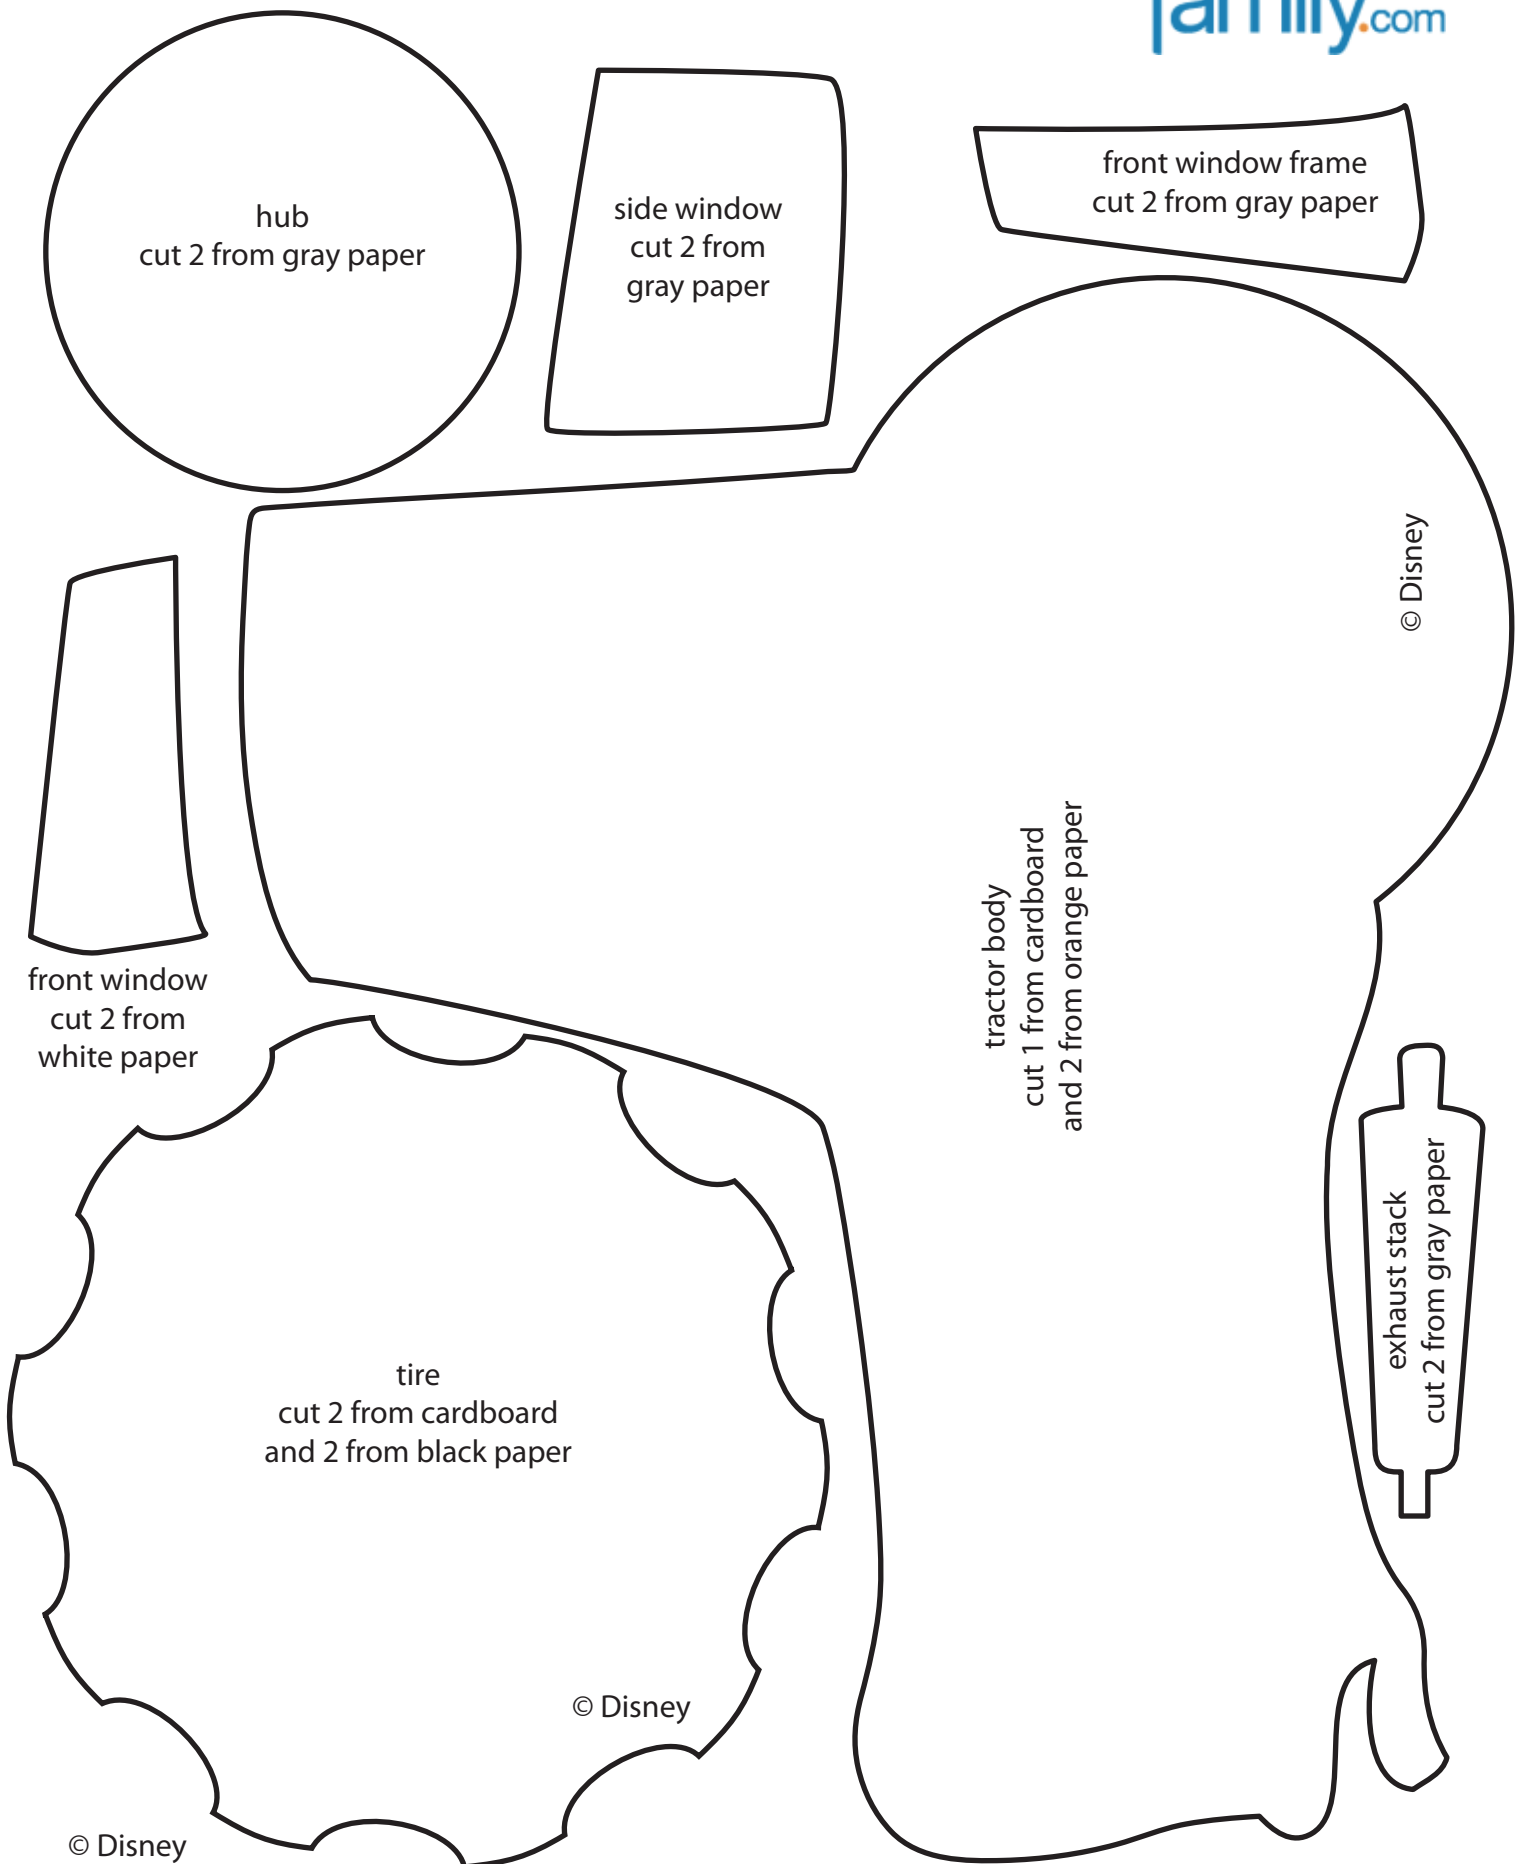 family.com
hub
cut 2 from gray paper
side window
cut 2 from
gray paper
front window frame
cut 2 from gray paper
© Disney
front window
cut 2 from
white paper
tractor body
cut 1 from cardboard
and 2 from orange paper
exhaust stack
cut 2 from gray paper
tire
cut 2 from cardboard
and 2 from black paper
© Disney
© Disney